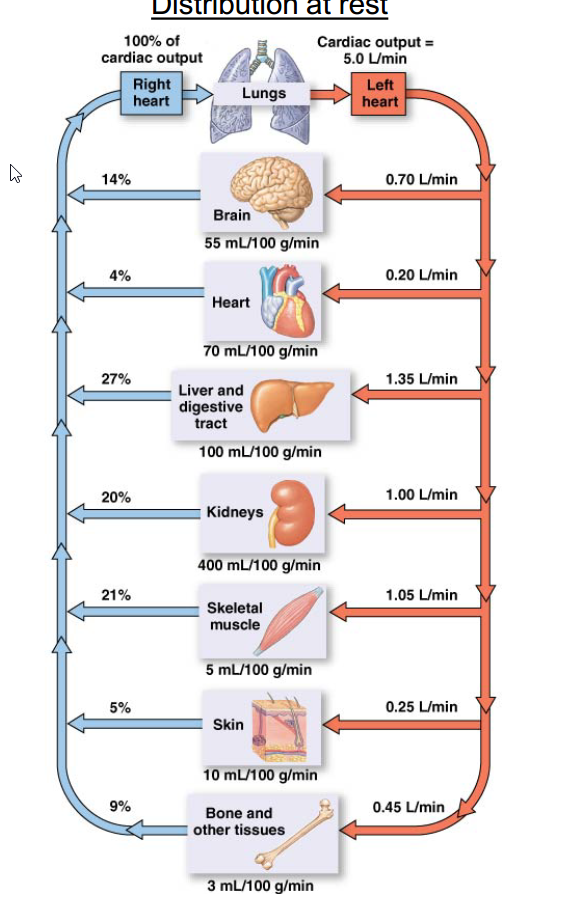 Distribution at rest
100% of
cardiac output
Cardiac output =
5.0 L/min
Right
heart
Lungs
Left
heart
14%
0.70 L/min
Brain
55 mL/100 g/min
4%
0.20 L/min
Heart
70 mL/100 g/min
27%
1.35 L/min
Liver and
digestive
tract
100 mL/100 g/min
20%
1.00 L/min
Kidneys
400 mL/100 g/min
21%
1.05 L/min
Skeletal
muscle
5 mL/100 g/min
5%
0.25 L/min
Skin
10 mL/100 g/min
9%
0.45 L/min
Bone and
other tissues
3 mL/100 g/min